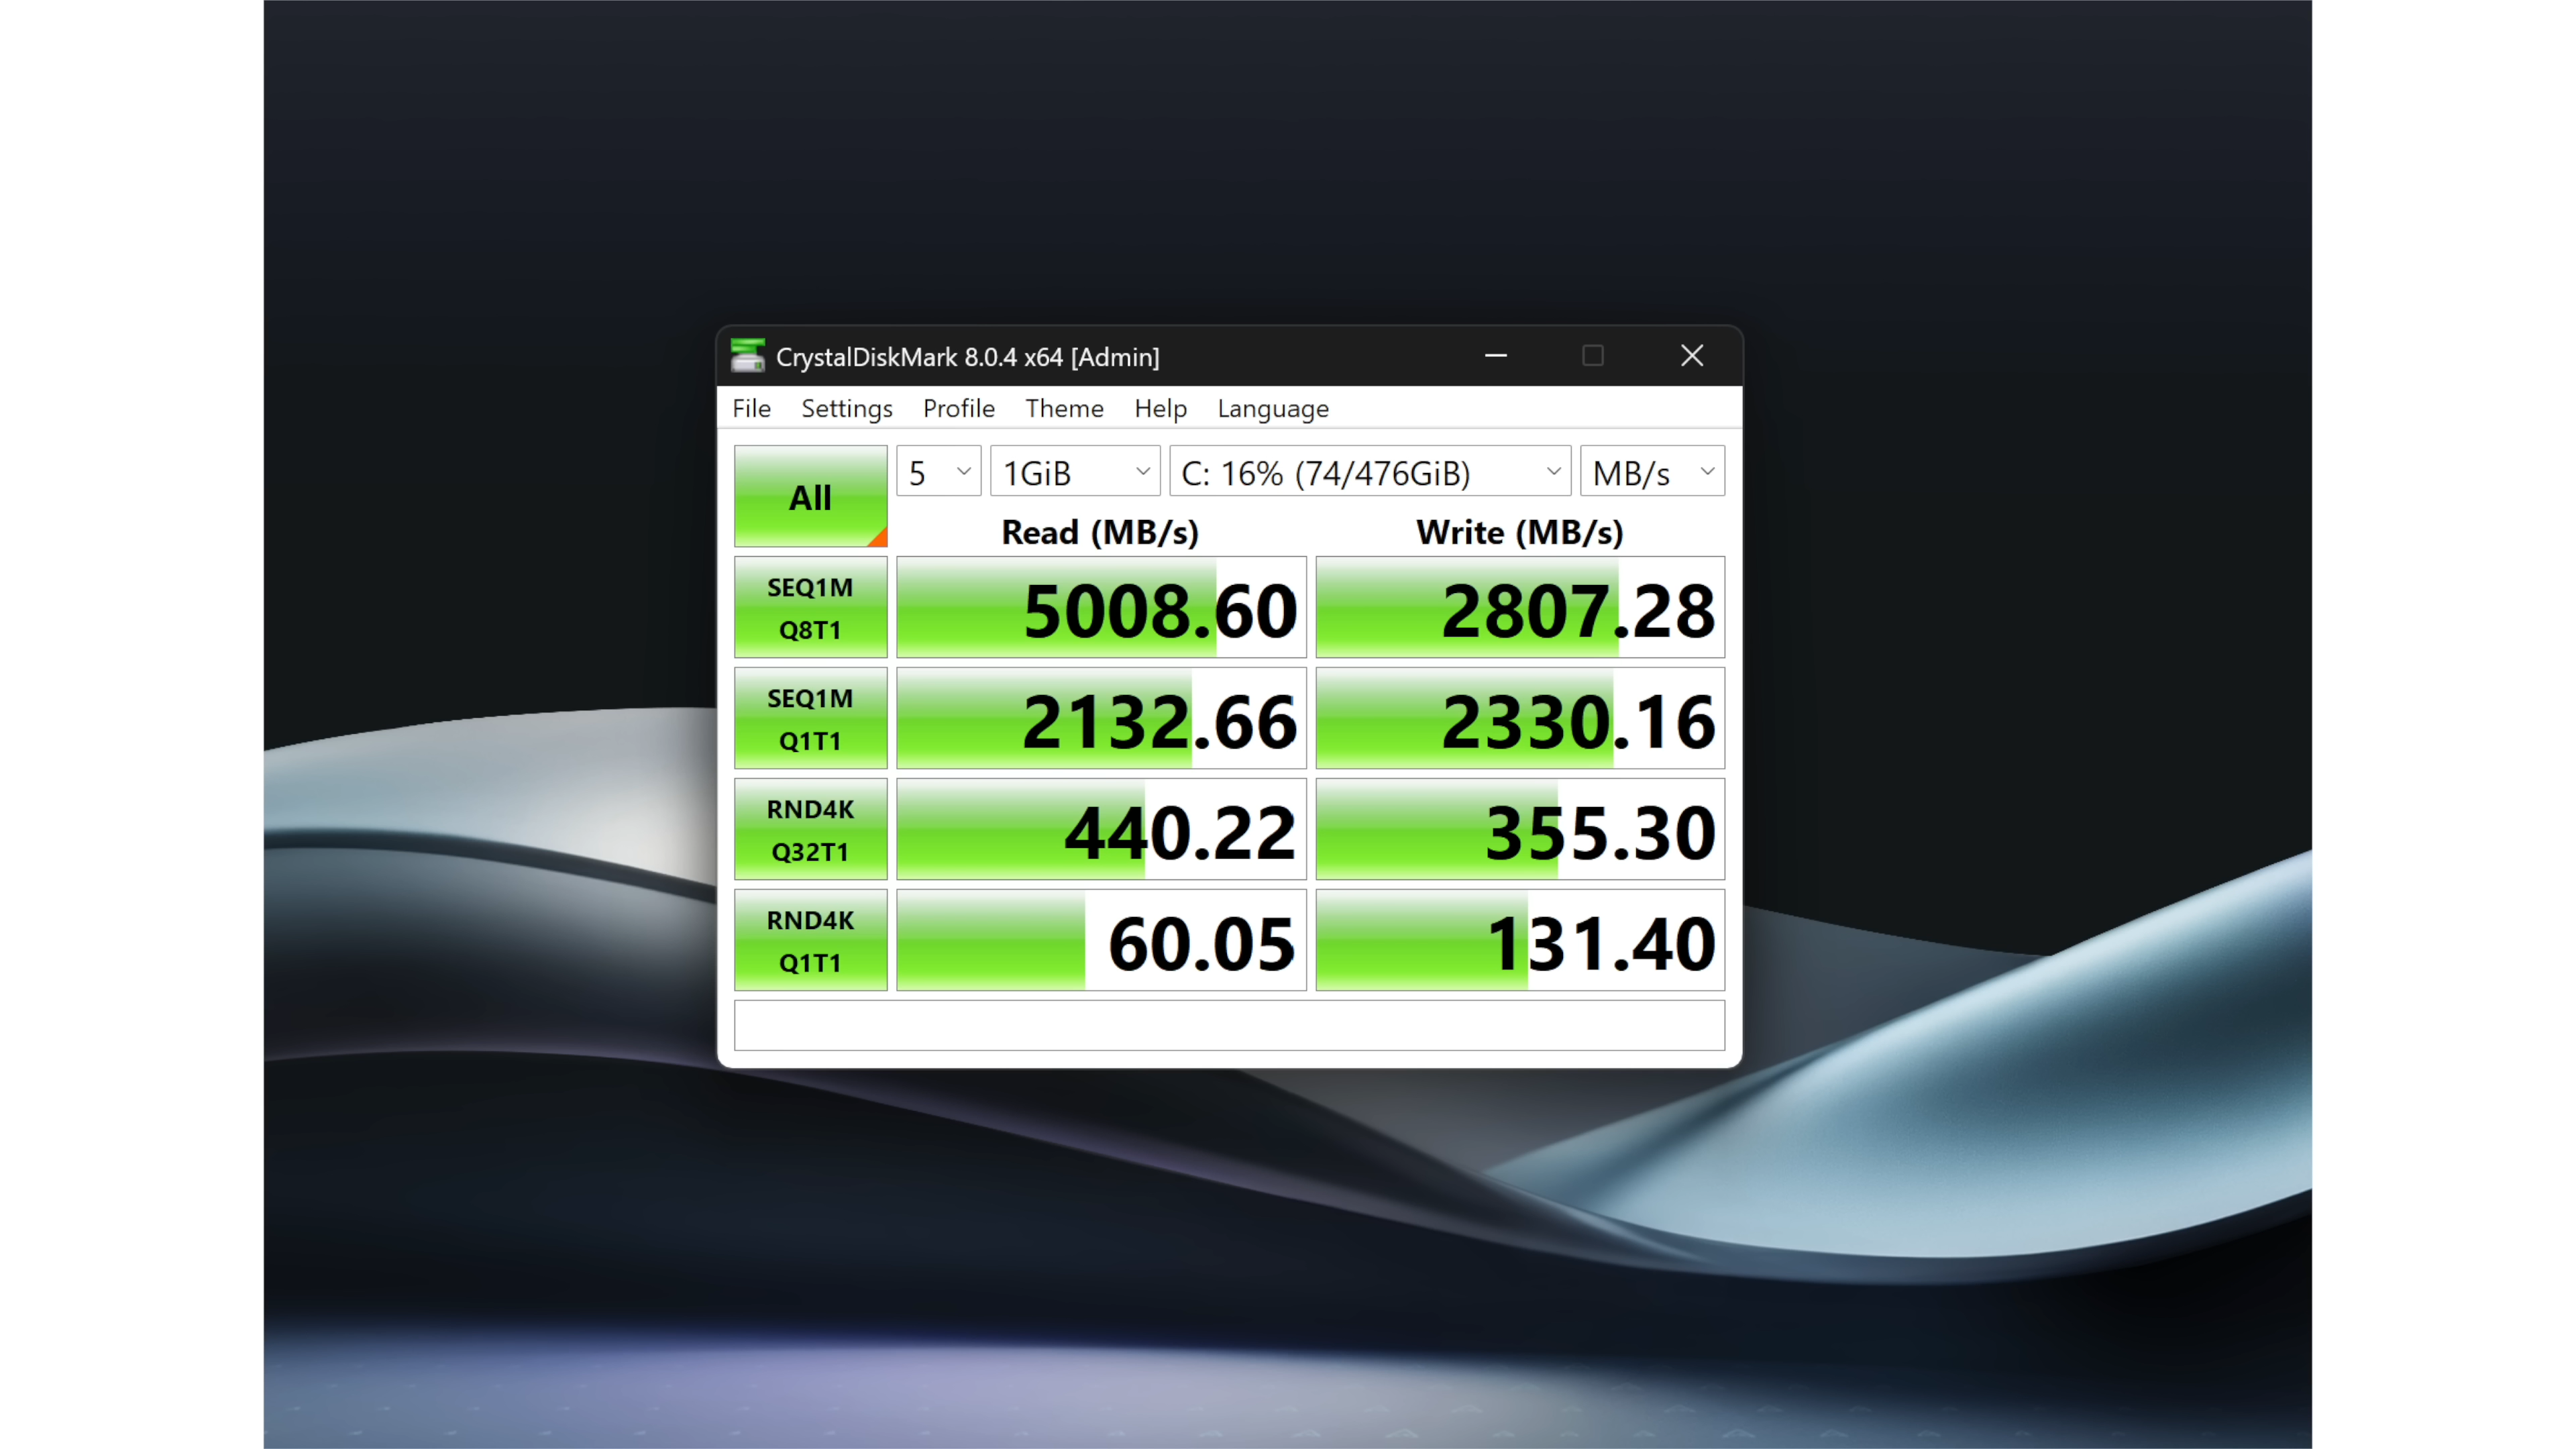 CrystalDiskMark 8.0.4 x64 [Admin]
File Settings Profile Theme Help Language
All 5 1GiB C: 16% (74/476GiB) MB/s
Read (MB/s) Write (MB/s)
SEQ1M
Q8T1
5008.60 2807.28
SEQ1M
Q1T1
2132.66 2330.16
RND4K
Q32T1
440.22 355.30
RND4K
Q1T1
60.05 131.40